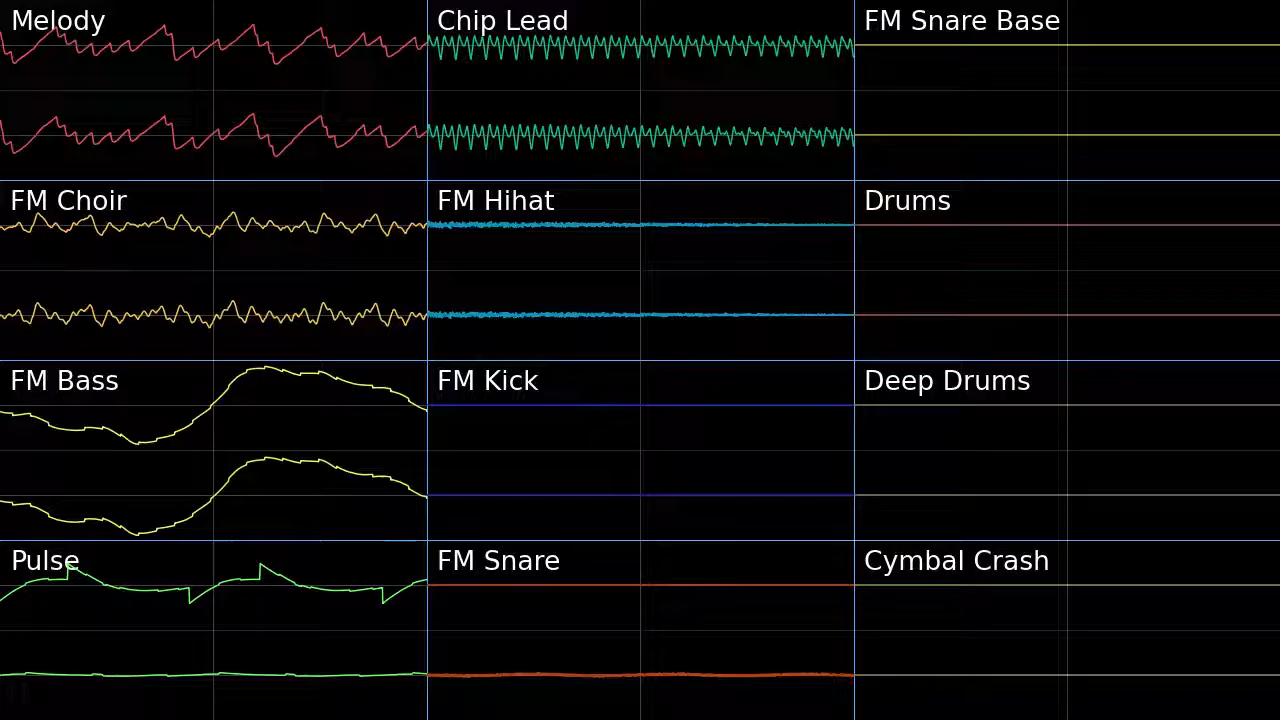 Melody
Chip Lead
FM Snare Base
FM Choir
FM Hihat
Drums
FM Bass
FM Kick
Deep Drums
Pulse
FM Snare
Cymbal Crash